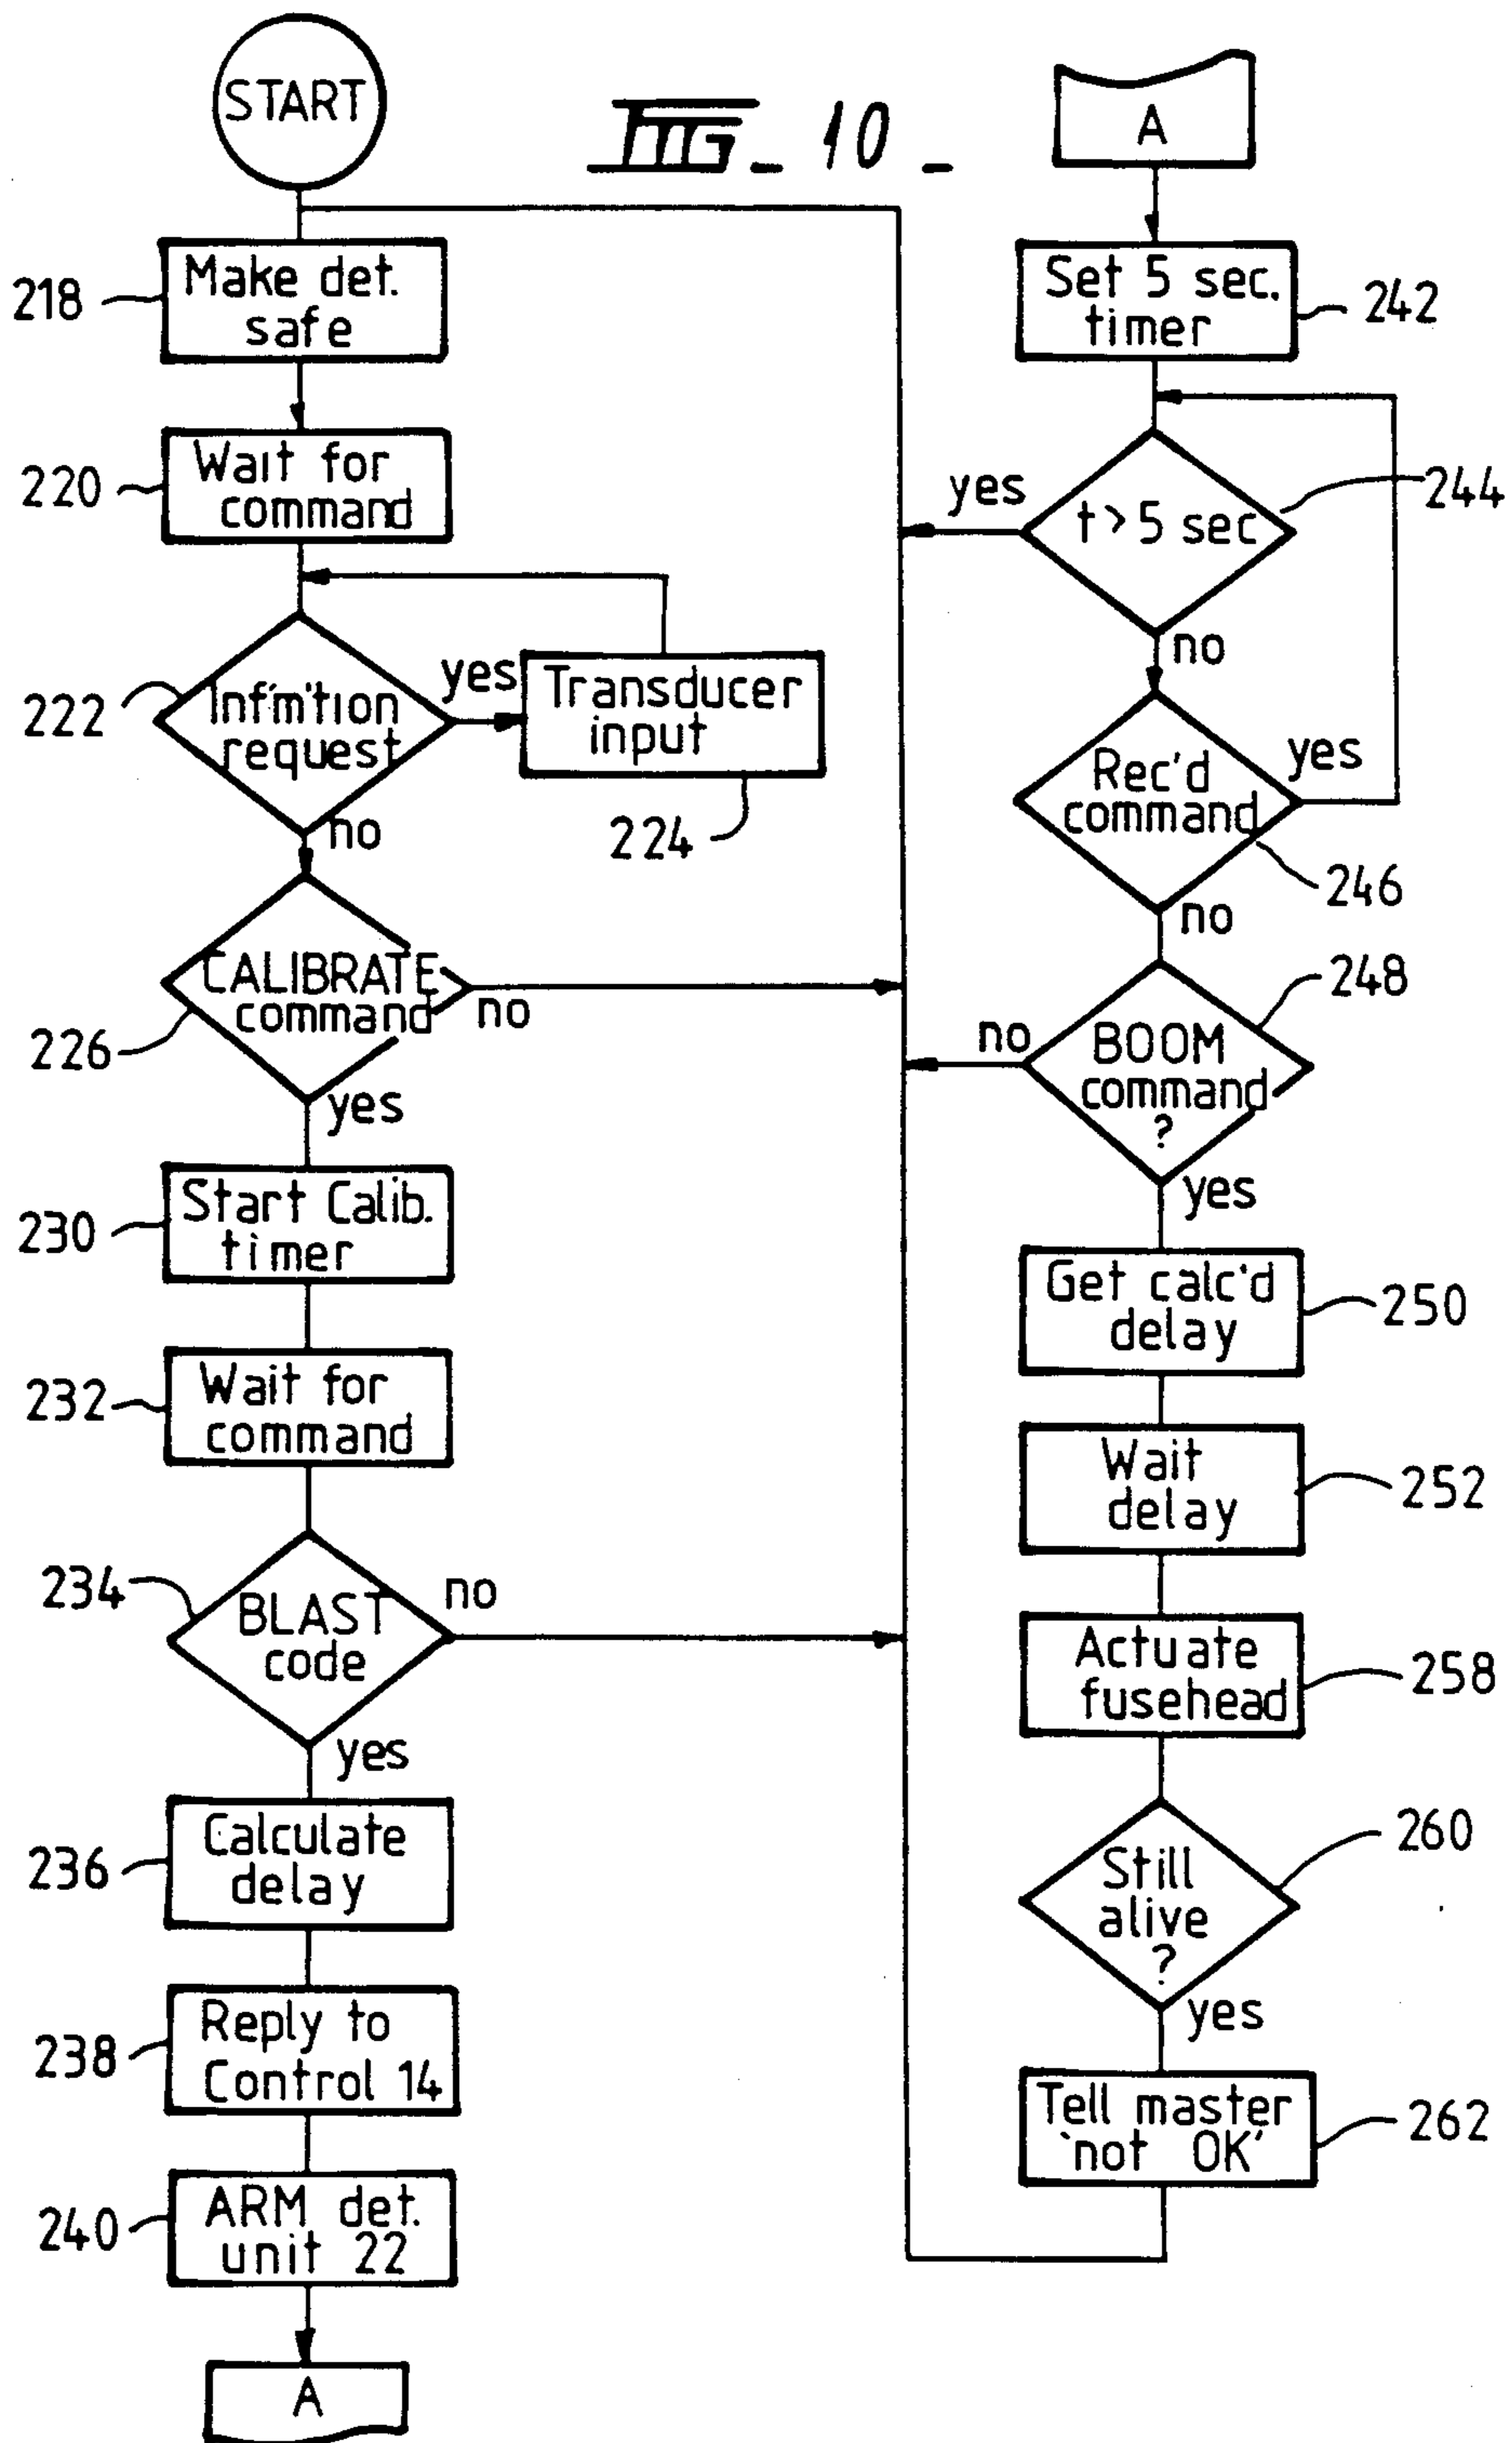 START
FIG_ 10 _
218
Make det.
safe
220
Wait for
command
222
Inf'm'tion
request
yes
Transducer
input
224
no
CALIBRATE
command
no
226
yes
230
Start Calib.
timer
232
Wait for
command
234
BLAST
code
no
yes
236
Calculate
delay
238
Reply to
Control 14
240
ARM det.
unit 22
A
A
Set 5 sec.
timer
242
yes
t > 5 sec
244
no
Rec'd
command
yes
246
no
248
no
BOOM
command
?
yes
Get calc'd
delay
250
Wait
delay
252
Actuate
fusehead
258
Still
alive
?
260
yes
Tell master
'not OK'
262